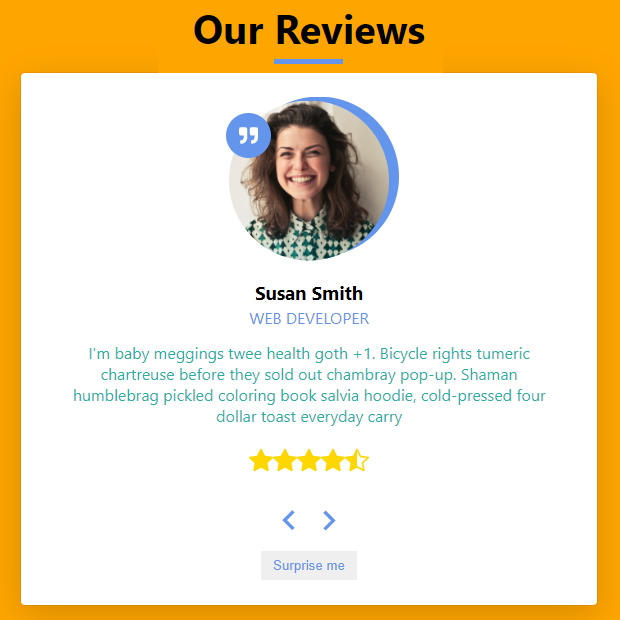 Our Reviews
Susan Smith
WEB DEVELOPER
I'm baby meggings twee health goth +1. Bicycle rights tumeric
chartreuse before they sold out chambray pop-up. Shaman
humblebrag pickled coloring book salvia hoodie, cold-pressed four
dollar toast everyday carry
Surprise me